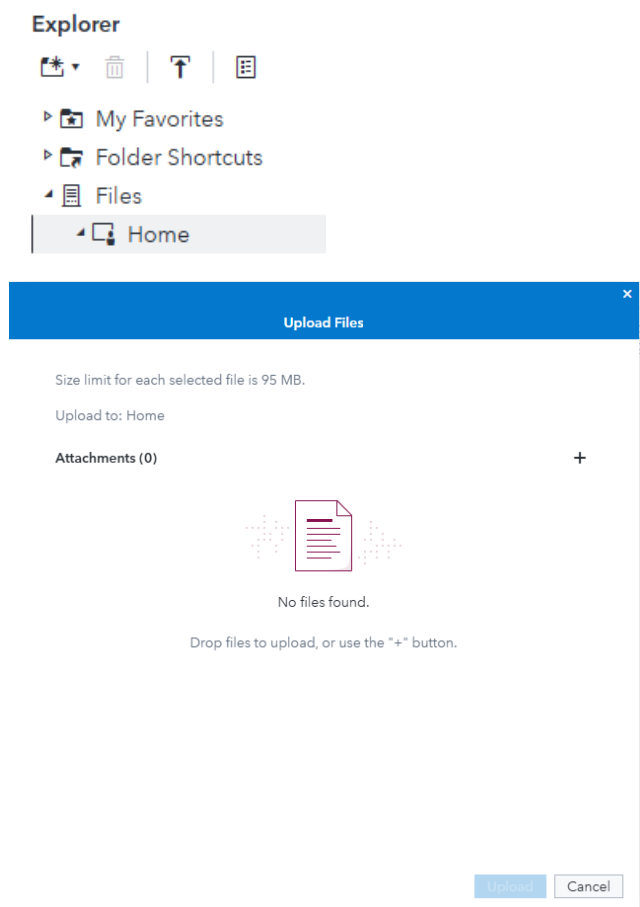 Explorer
My Favorites
Folder Shortcuts
Files
Home
Upload Files
Size limit for each selected file is 95 MB.
Upload to: Home
Attachments (0)
No files found.
Drop files to upload, or use the "+" button.
Upload
Cancel